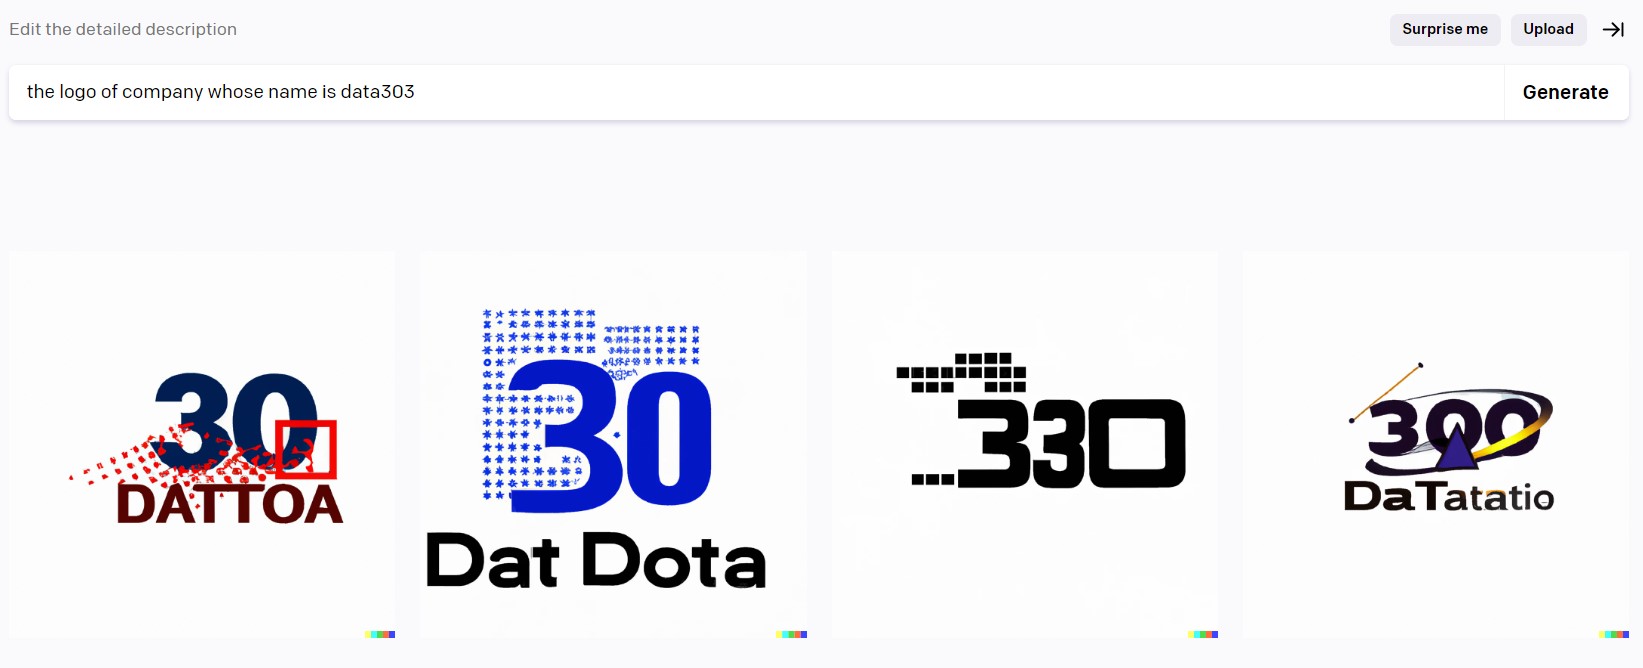 Edit the detailed description
Surprise me
Upload
the logo of company whose name is data303
Generate
30
DATTOA
30
Dat Dota
330
300
DaTatatio